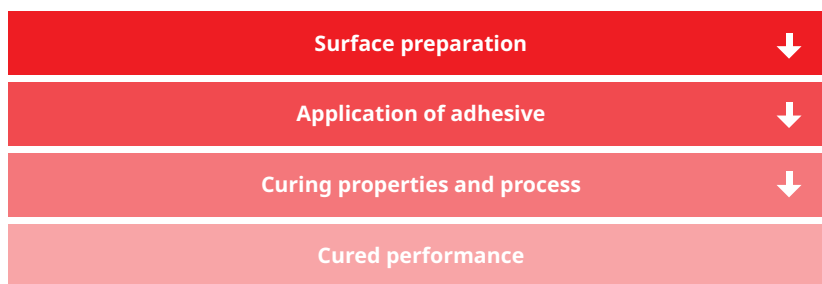 Surface preparation
Application of adhesive
Curing properties and process
Cured performance